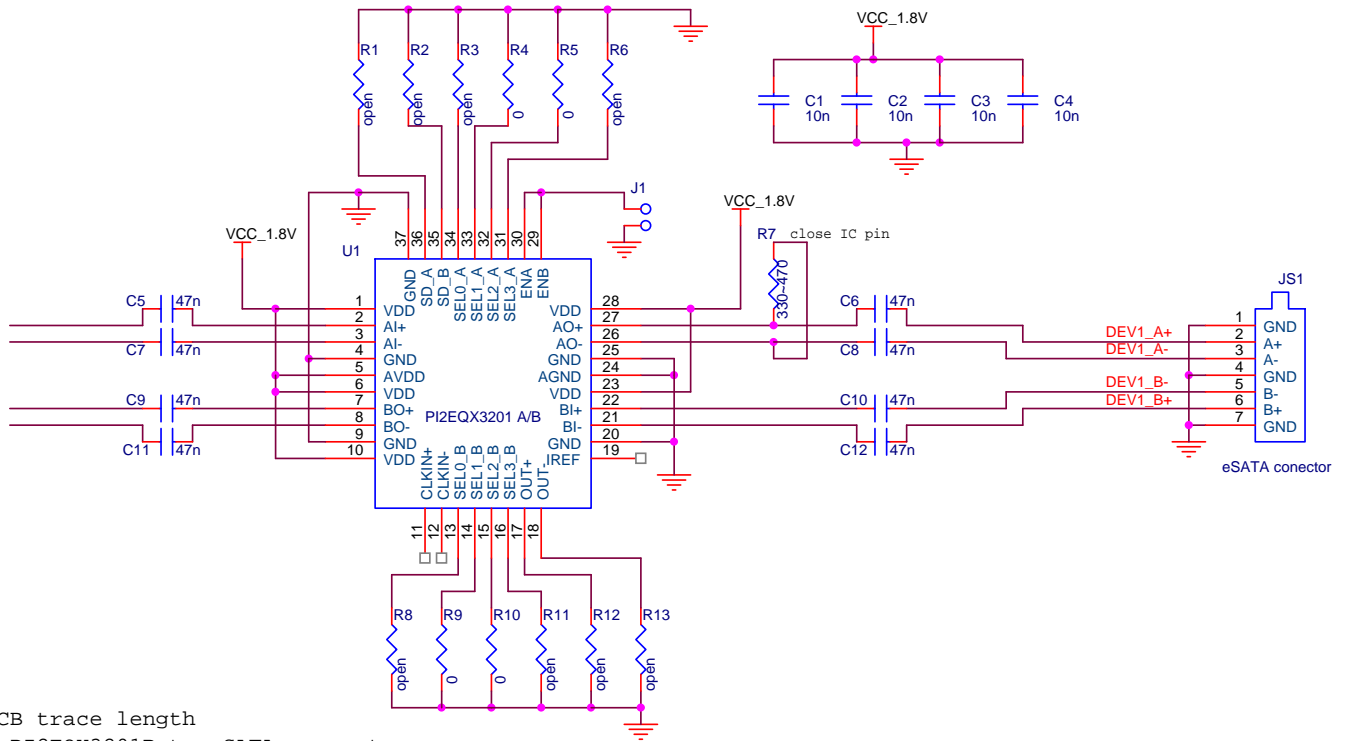 VCC_1.8V
R1
R2
R3
R4
R5
R6
open
open
open
0
0
open
C1
10n
C2
10n
C3
10n
C4
10n
J1
VCC_1.8V
VCC_1.8V
R7 close IC pin
330~470
U1
37
36
35
34
33
32
31
30
29
GND
SD_A
SD_B
SEL0_A
SEL1_A
SEL2_A
SEL3_A
ENA
ENB
C5 47n
C7 47n
C9 47n
C11 47n
1 VDD
2 AI+
3 AI-
4 GND
5 AVDD
6 VDD
7 BO+
8 BO-
9 GND
10 VDD
PI2EQX3201 A/B
VDD 28
AO+ 27
AO- 26
GND 25
AGND 24
VDD 23
BI+ 22
BI- 21
GND 20
IREF 19
C6 47n
C8 47n
C10 47n
C12 47n
DEV1_A+
DEV1_A-
DEV1_B-
DEV1_B+
JS1
1 GND
2 A+
3 A-
4 GND
5 B-
6 B+
7 GND
eSATA conector
CLKIN+
CLKIN-
SEL0_B
SEL1_B
SEL2_B
SEL3_B
OUT+
OUT-
11
12
13
14
15
16
17
18
R8
R9
R10
R11
R12
R13
open
0
0
open
open
open
CB trace length